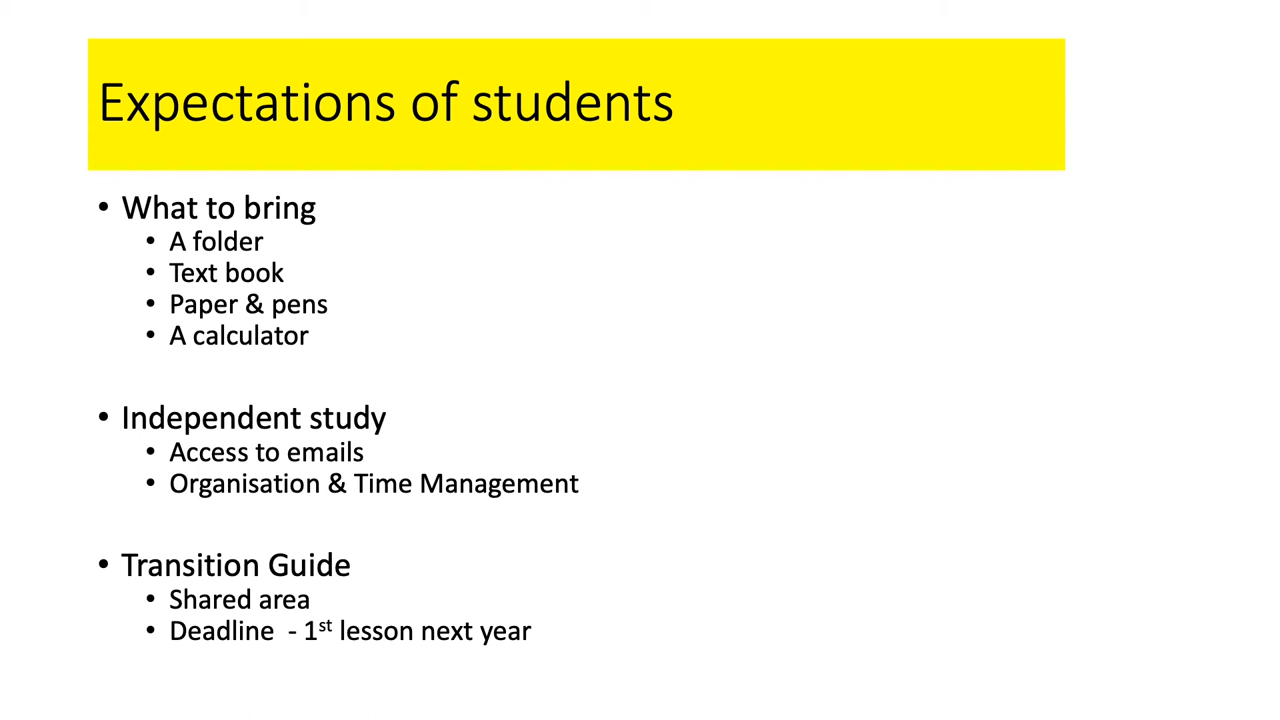 Expectations of students
• What to bring
• A folder
• Text book
• Paper & pens
• A calculator
• Independent study
• Access to emails
• Organisation & Time Management
• Transition Guide
• Shared area
• Deadline  - 1st lesson next year